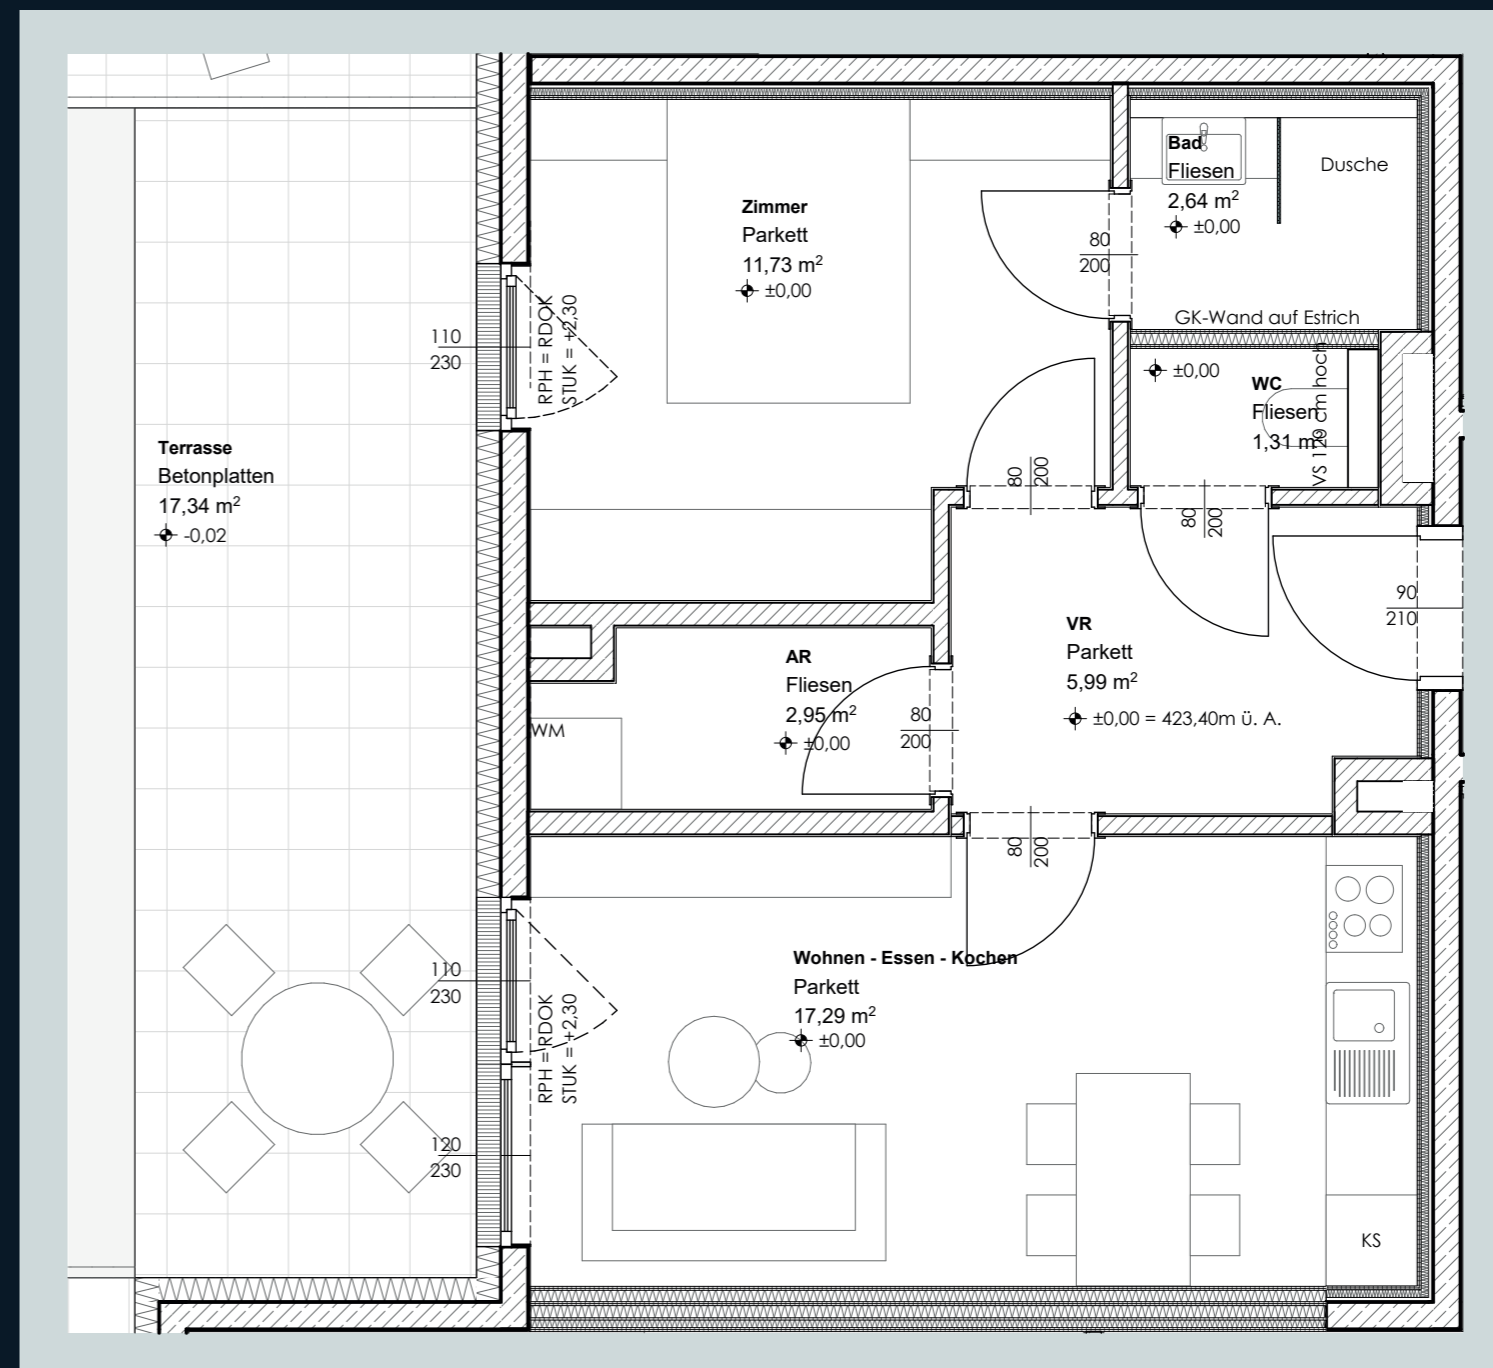 Zimmer
Parkett
11,73 m²
±0,00
Bad
Fliesen
2,64 m²
±0,00
Dusche
80
200
GK-Wand auf Estrich
110
230
RPH = RDOK
STUK = +2,30
±0,00
WC
Fliesen
1,31 m²
VS 120 cm hoch
Terrasse
Betonplatten
17,34 m²
-0,02
80
200
80
200
90
210
VR
Parkett
5,99 m²
±0,00 = 423,40m ü. A.
AR
Fliesen
2,95 m²
±0,00
80
200
WM
80
200
Wohnen - Essen - Kochen
Parkett
17,29 m²
±0,00
110
230
RPH = RDOK
STUK = +2,30
120
230
KS